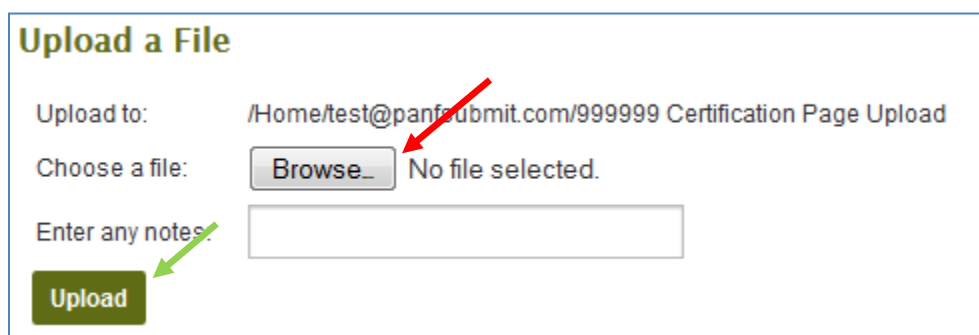 Upload a File
Upload to: /Home/test@panfsubmit.com/999999 Certification Page Upload
Choose a file: Browse… No file selected.
Enter any notes:
Upload